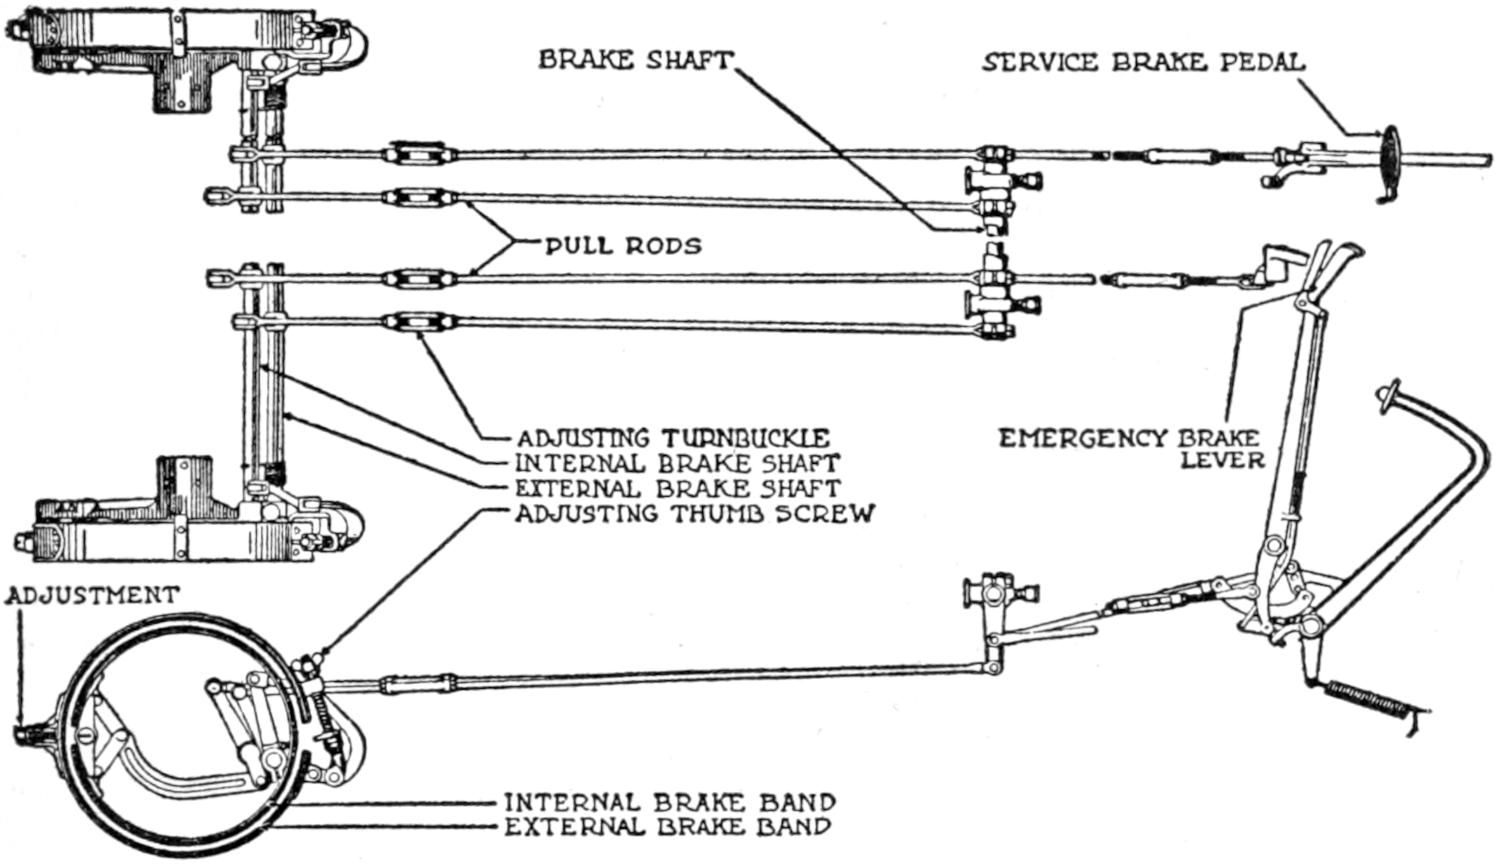 BRAKE SHAFT
SERVICE BRAKE PEDAL
PULL RODS
ADJUSTING TURNBUCKLE
INTERNAL BRAKE SHAFT
EXTERNAL BRAKE SHAFT
ADJUSTING THUMB SCREW
EMERGENCY BRAKE
LEVER
ADJUSTMENT
INTERNAL BRAKE BAND
EXTERNAL BRAKE BAND